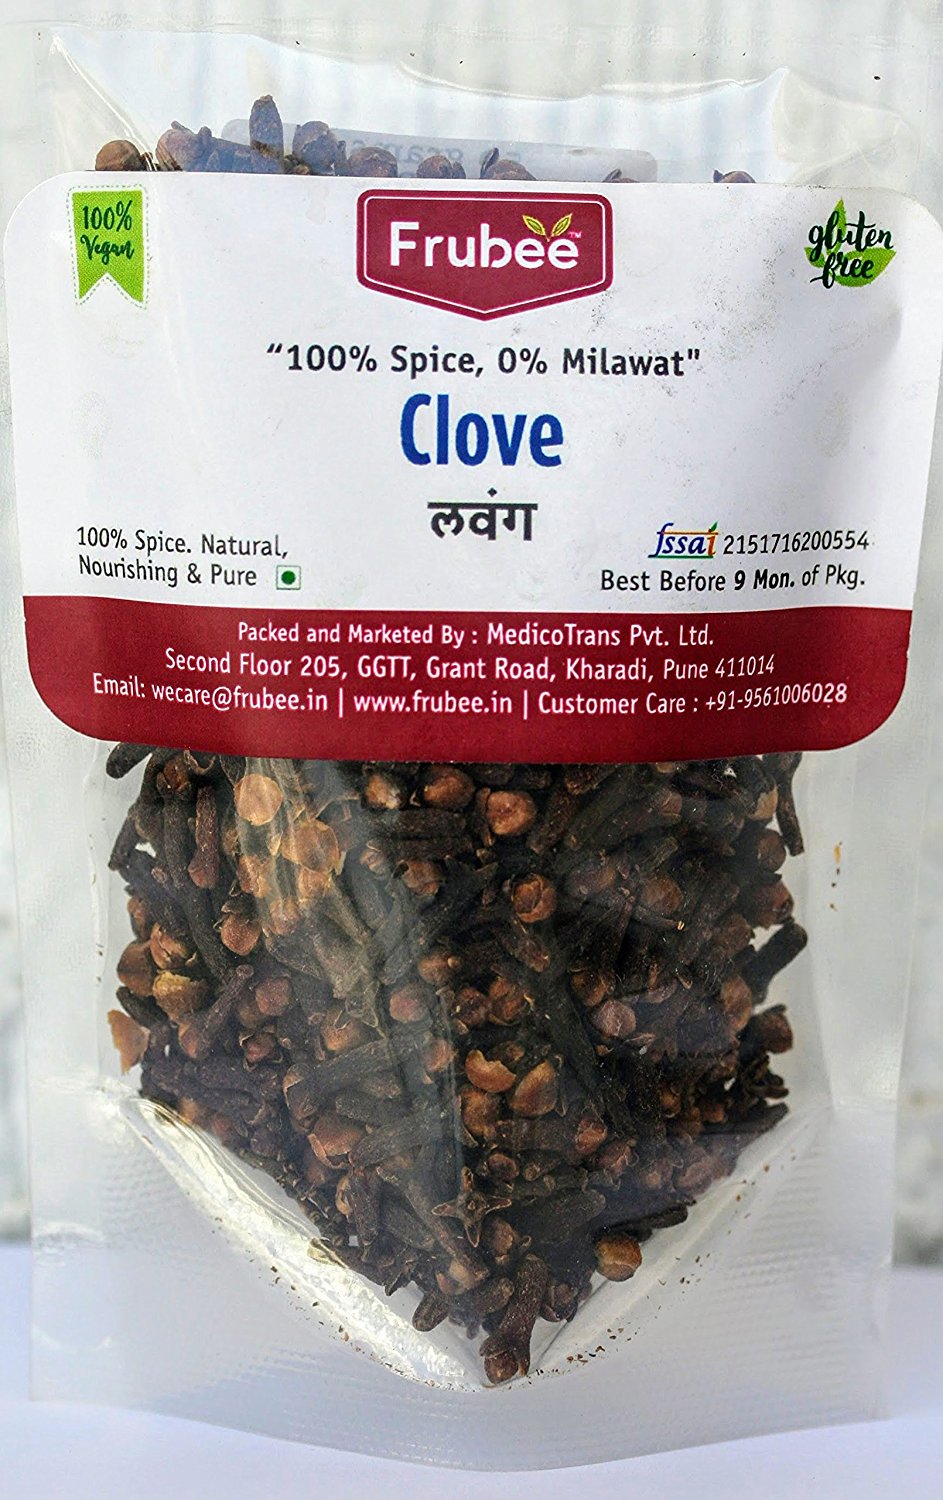 100%
Vegan
Frubee™
gluten
free
“100% Spice, 0% Milawat"
Clove
लवंग
100% Spice. Natural,
Nourishing & Pure
fssai 2151716200554
Best Before 9 Mon. of Pkg.
Packed and Marketed By : MedicoTrans Pvt. Ltd.
Second Floor 205, GGTT, Grant Road, Kharadi, Pune 411014
Email: wecare@frubee.in | www.frubee.in | Customer Care : +91-9561006028